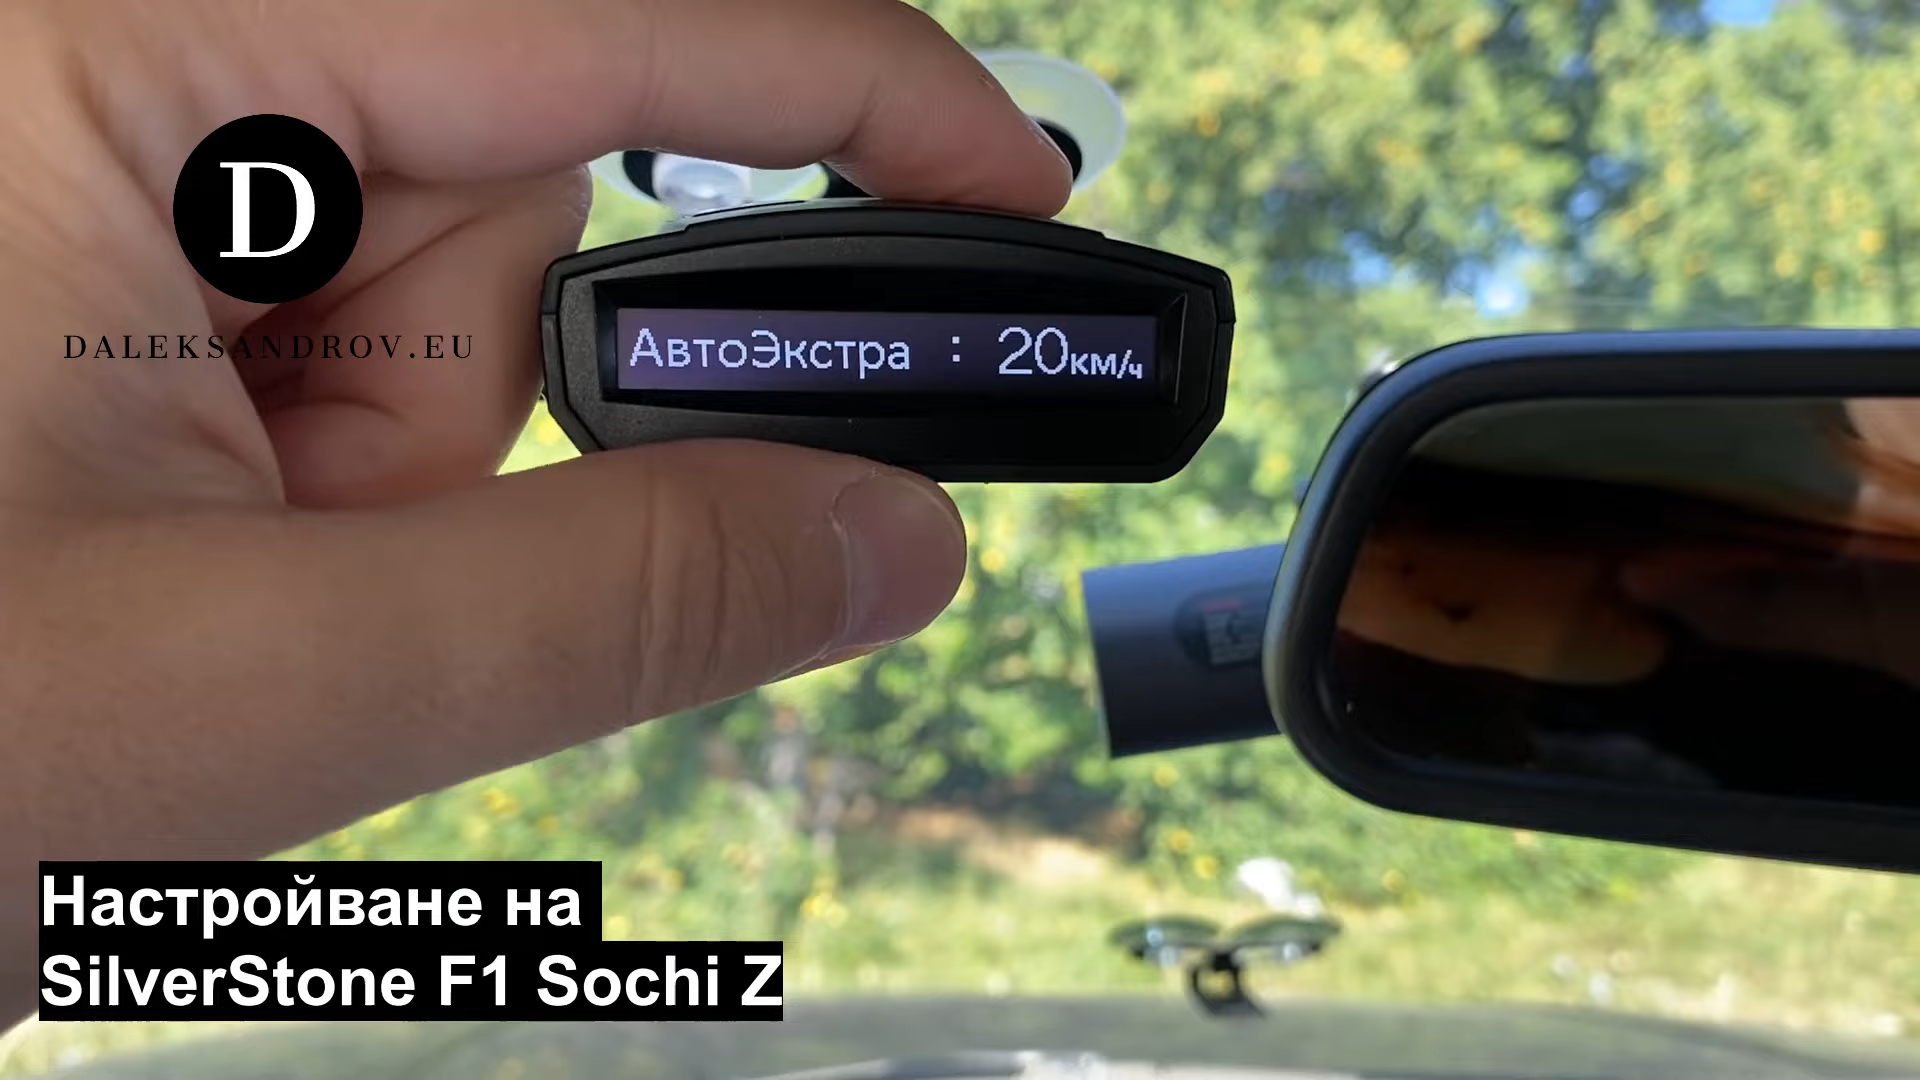 D
DALEKSANDROV.EU
АвтоЭкстра : 20км/ч
Настройване на
SilverStone F1 Sochi Z